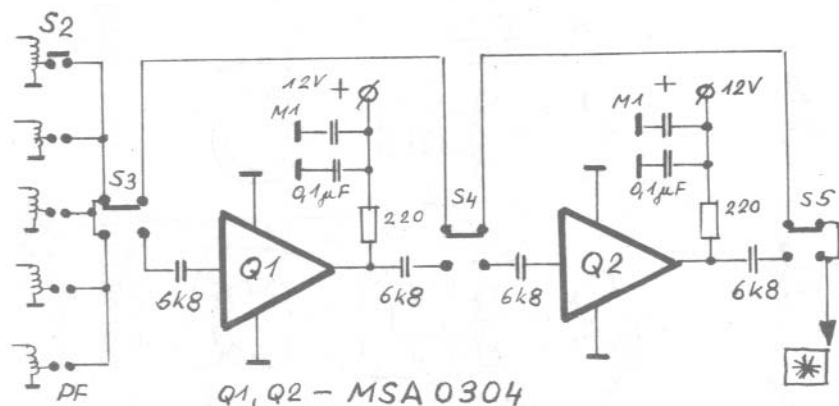 S2
12V +
M1
0,1µF
+ 12V
M1
0,1µF
S3
S4
S5
220
220
Q1
Q2
6k8
6k8
6k8
6k8
PF
Q1, Q2 – MSA 0304